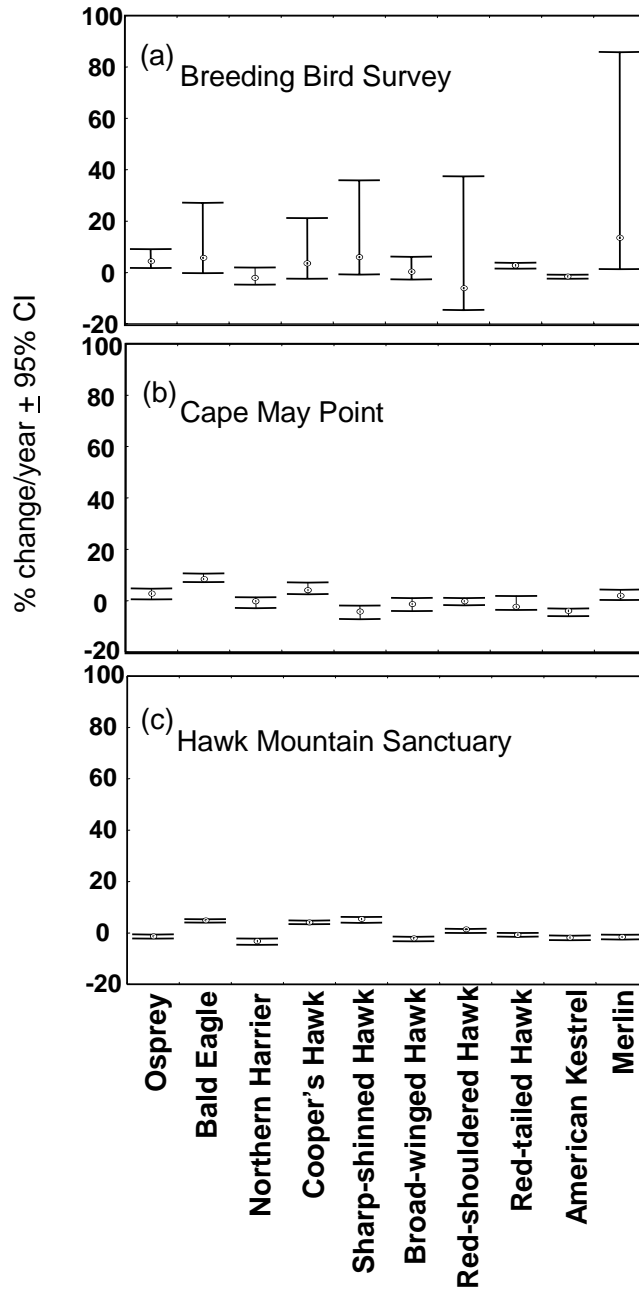 % change/year ± 95% CI
100
80
60
40
20
0
-20
(a) Breeding Bird Survey
100
80
60
40
20
0
-20
(b) Cape May Point
100
80
60
40
20
0
-20
(c) Hawk Mountain Sanctuary
Osprey
Bald Eagle
Northern Harrier
Cooper's Hawk
Sharp-shinned Hawk
Broad-winged Hawk
Red-shouldered Hawk
Red-tailed Hawk
American Kestrel
Merlin